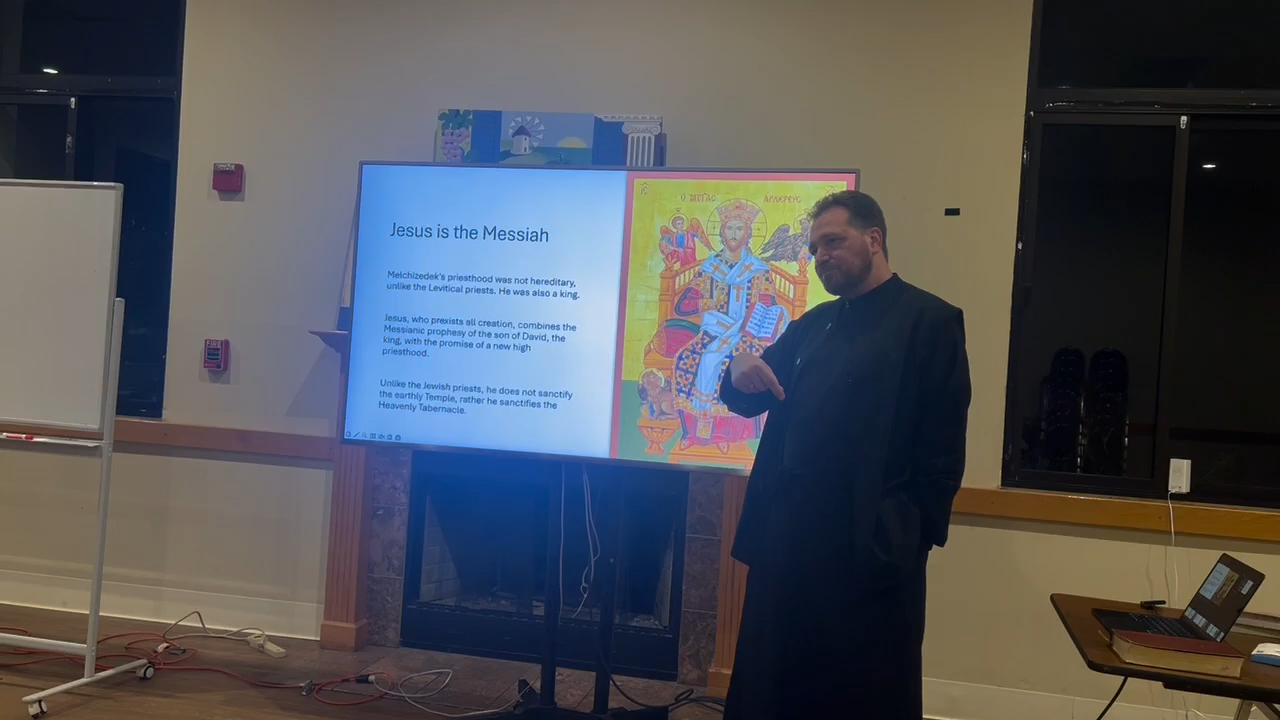 Jesus is the Messiah
Melchizedek's priesthood was not hereditary,
unlike the Levitical priests. He was also a king.
Jesus, who prexists all creation, combines the
Messianic prophesy of the son of David, the
king, with the promise of a new high
priesthood.
Unlike the Jewish priests, he does not sanctify
the earthly Temple, rather he sanctifies the
Heavenly Tabernacle.
FIRE